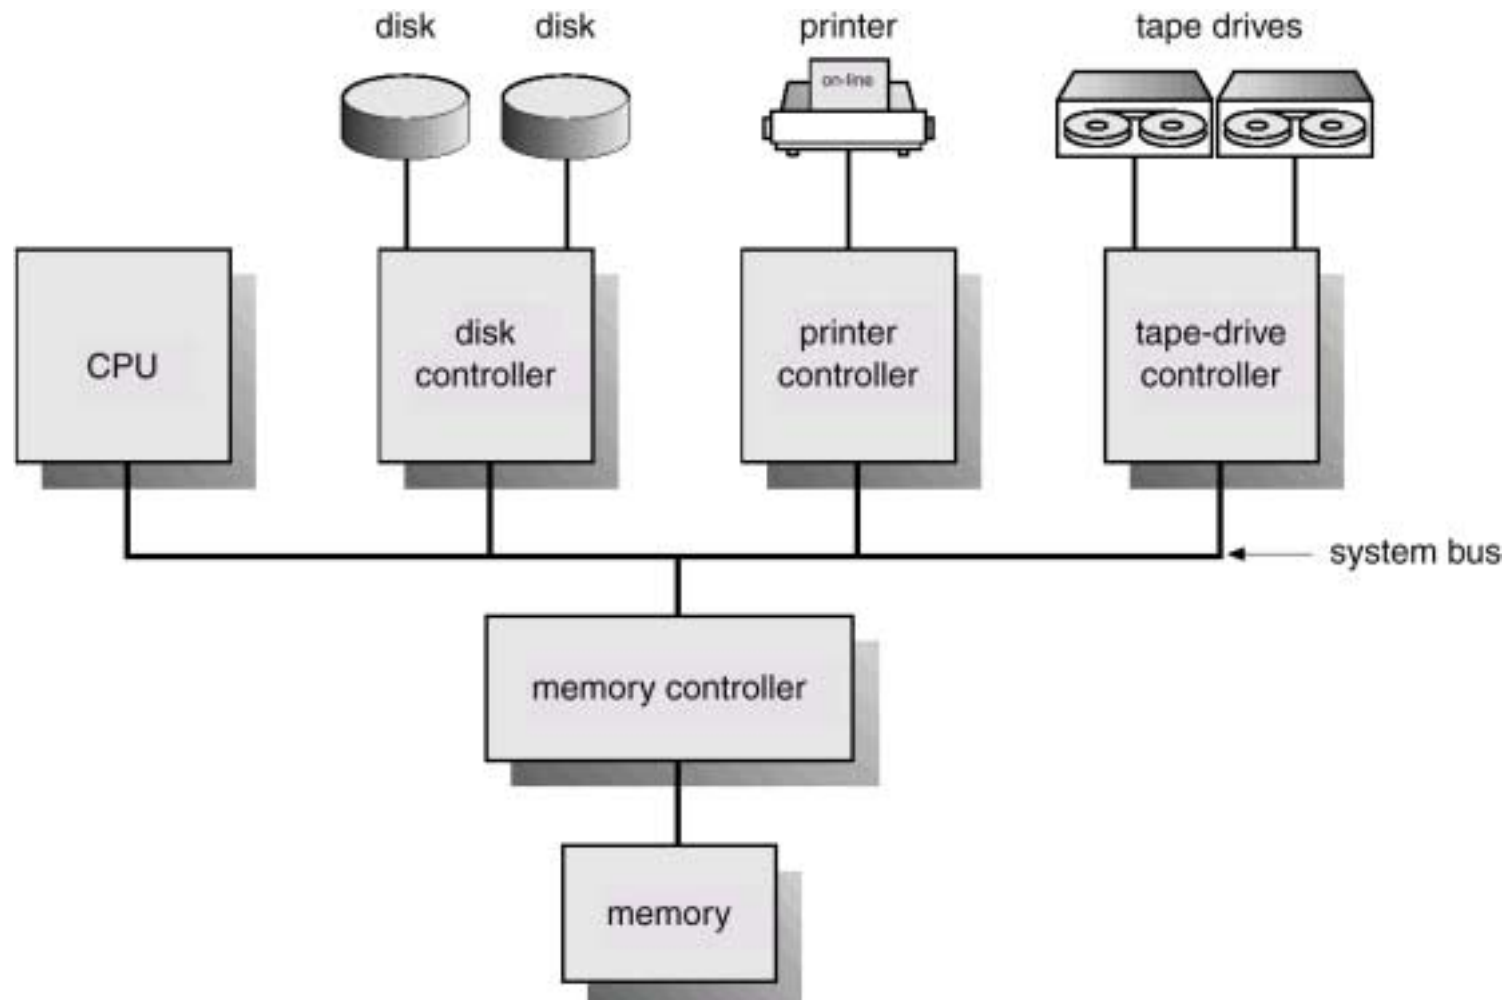 disk
disk
printer
tape drives
on-line
CPU
disk
controller
printer
controller
tape-drive
controller
system bus
memory controller
memory